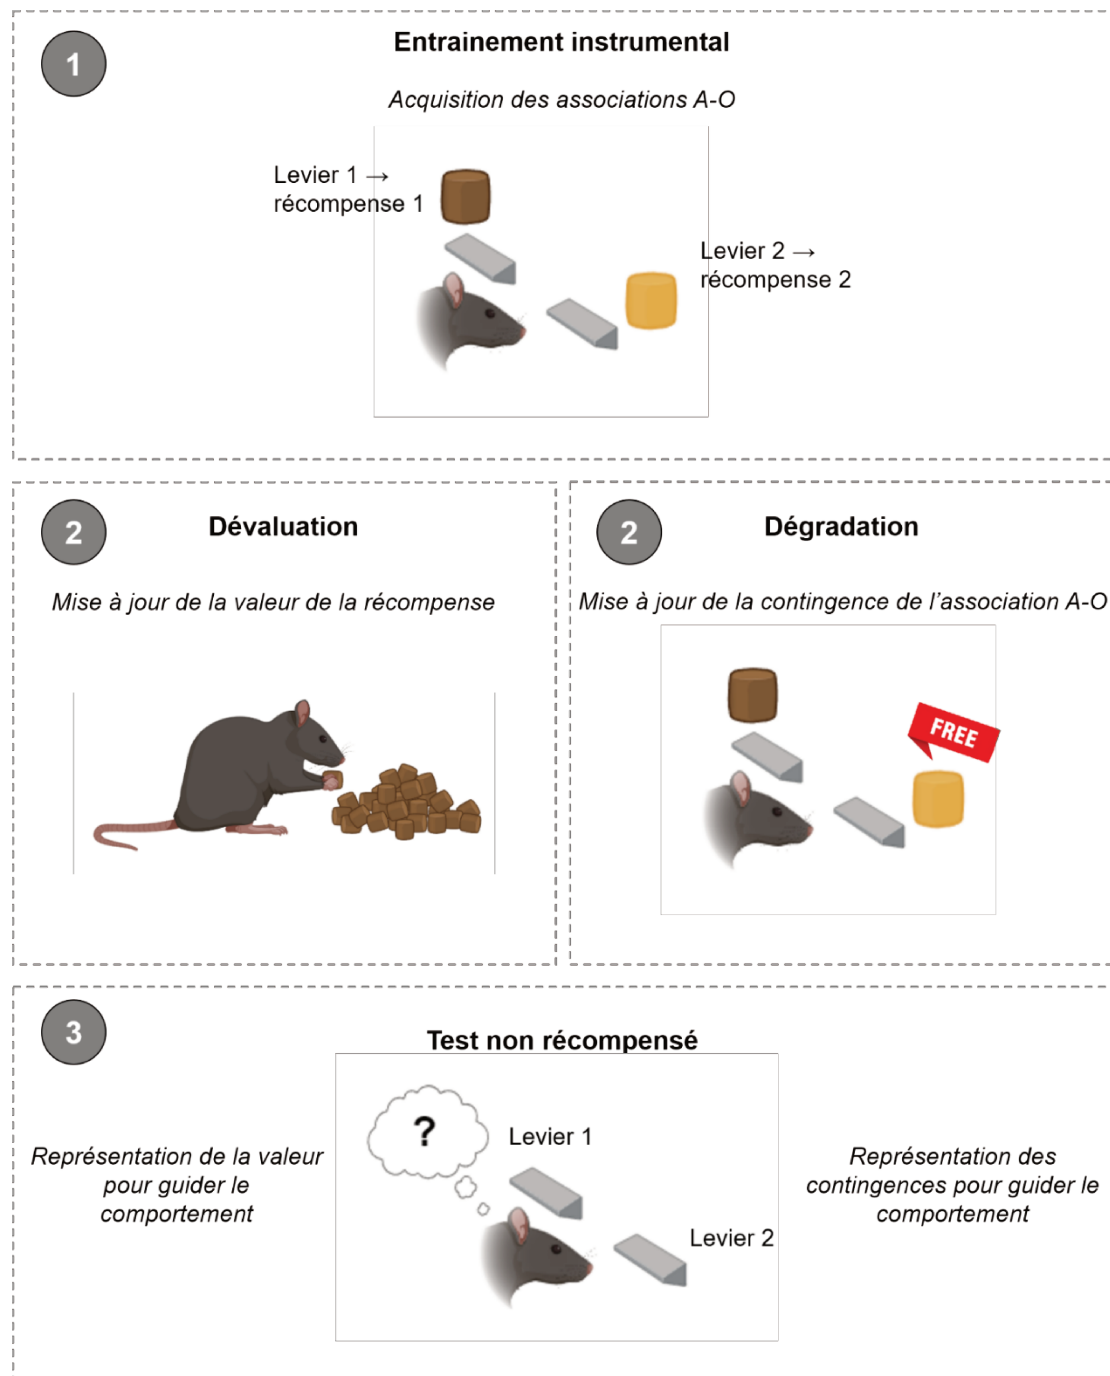 1
Entrainement instrumental
Acquisition des associations A-O
Levier 1 →
récompense 1
Levier 2 →
récompense 2
2
Dévaluation
Mise à jour de la valeur de la récompense
2
Dégradation
Mise à jour de la contingence de l'association A-O
FREE
3
Test non récompensé
?
Levier 1
Levier 2
Représentation de la valeur
pour guider le
comportement
Représentation des
contingences pour guider le
comportement